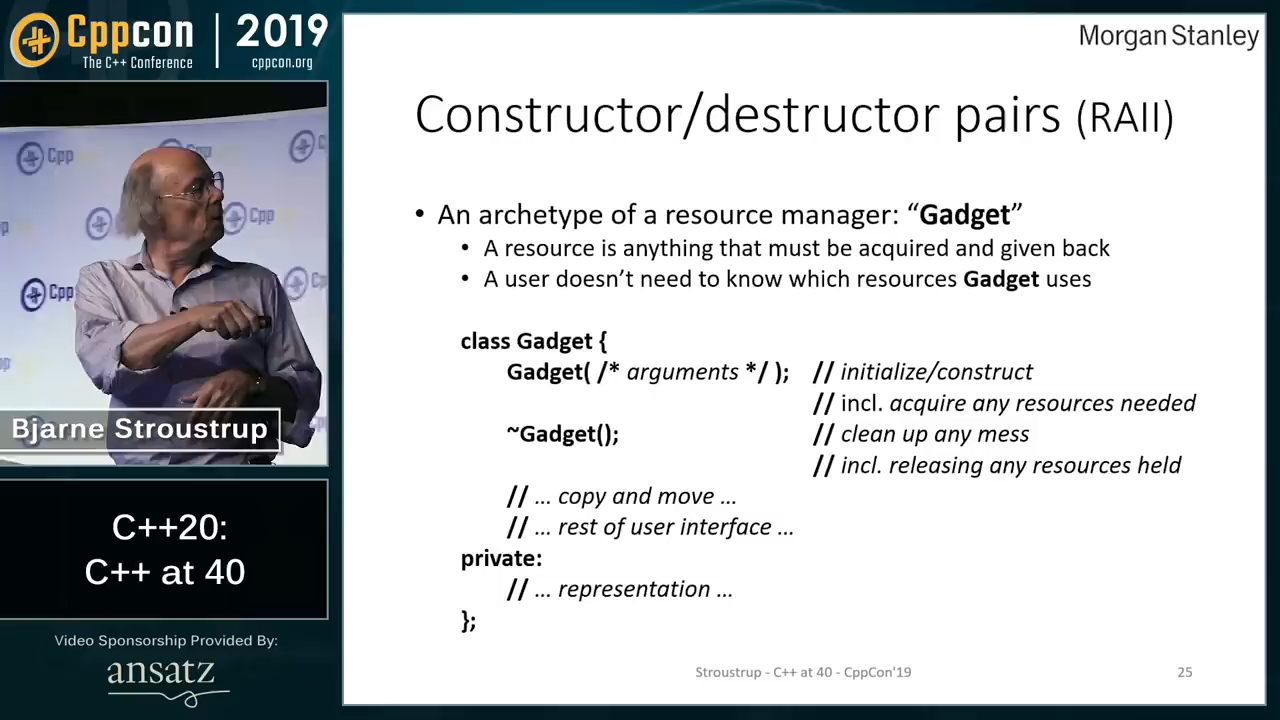 Cppcon
The C++ Conference
2019
cppcon.org
Morgan Stanley
Constructor/destructor pairs (RAII)
• An archetype of a resource manager: “Gadget”
• A resource is anything that must be acquired and given back
• A user doesn’t need to know which resources Gadget uses
class Gadget {
Gadget( /* arguments */ ); // initialize/construct
// incl. acquire any resources needed
~Gadget(); // clean up any mess
// incl. releasing any resources held
// … copy and move …
// … rest of user interface …
private:
// … representation …
};
Stroustrup - C++ at 40 - CppCon'19
25
Cpp
Cpp
Cpp
Cpp
Bjarne Stroustrup
C++20:
C++ at 40
Video Sponsorship Provided By:
ansatz